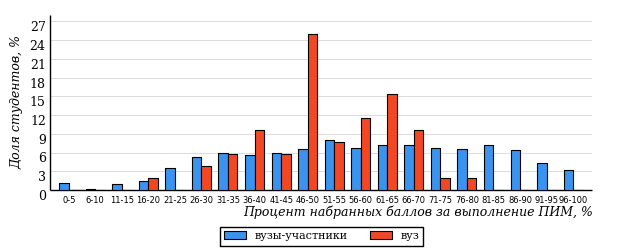 Доля студентов, %
27
24
21
18
15
12
9
6
3
0
0-5 6-10 11-15 16-20 21-25 26-30 31-35 36-40 41-45 46-50 51-55 56-60 61-65 66-70 71-75 76-80 81-85 86-90 91-95 96-100
Процент набранных баллов за выполнение ПИМ, %
вузы-участники вуз